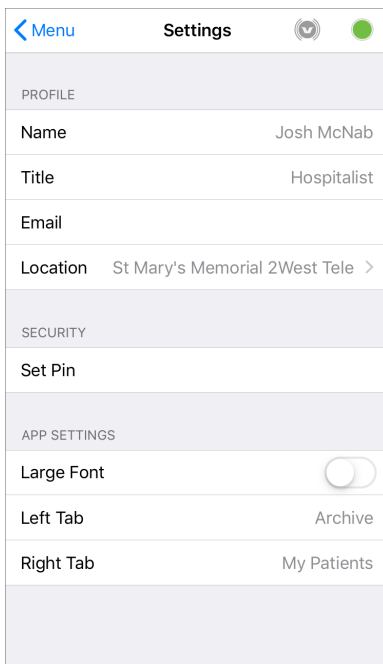 Menu Settings
PROFILE
Name Josh McNab
Title Hospitalist
Email
Location St Mary's Memorial 2West Tele
SECURITY
Set Pin
APP SETTINGS
Large Font
Left Tab Archive
Right Tab My Patients